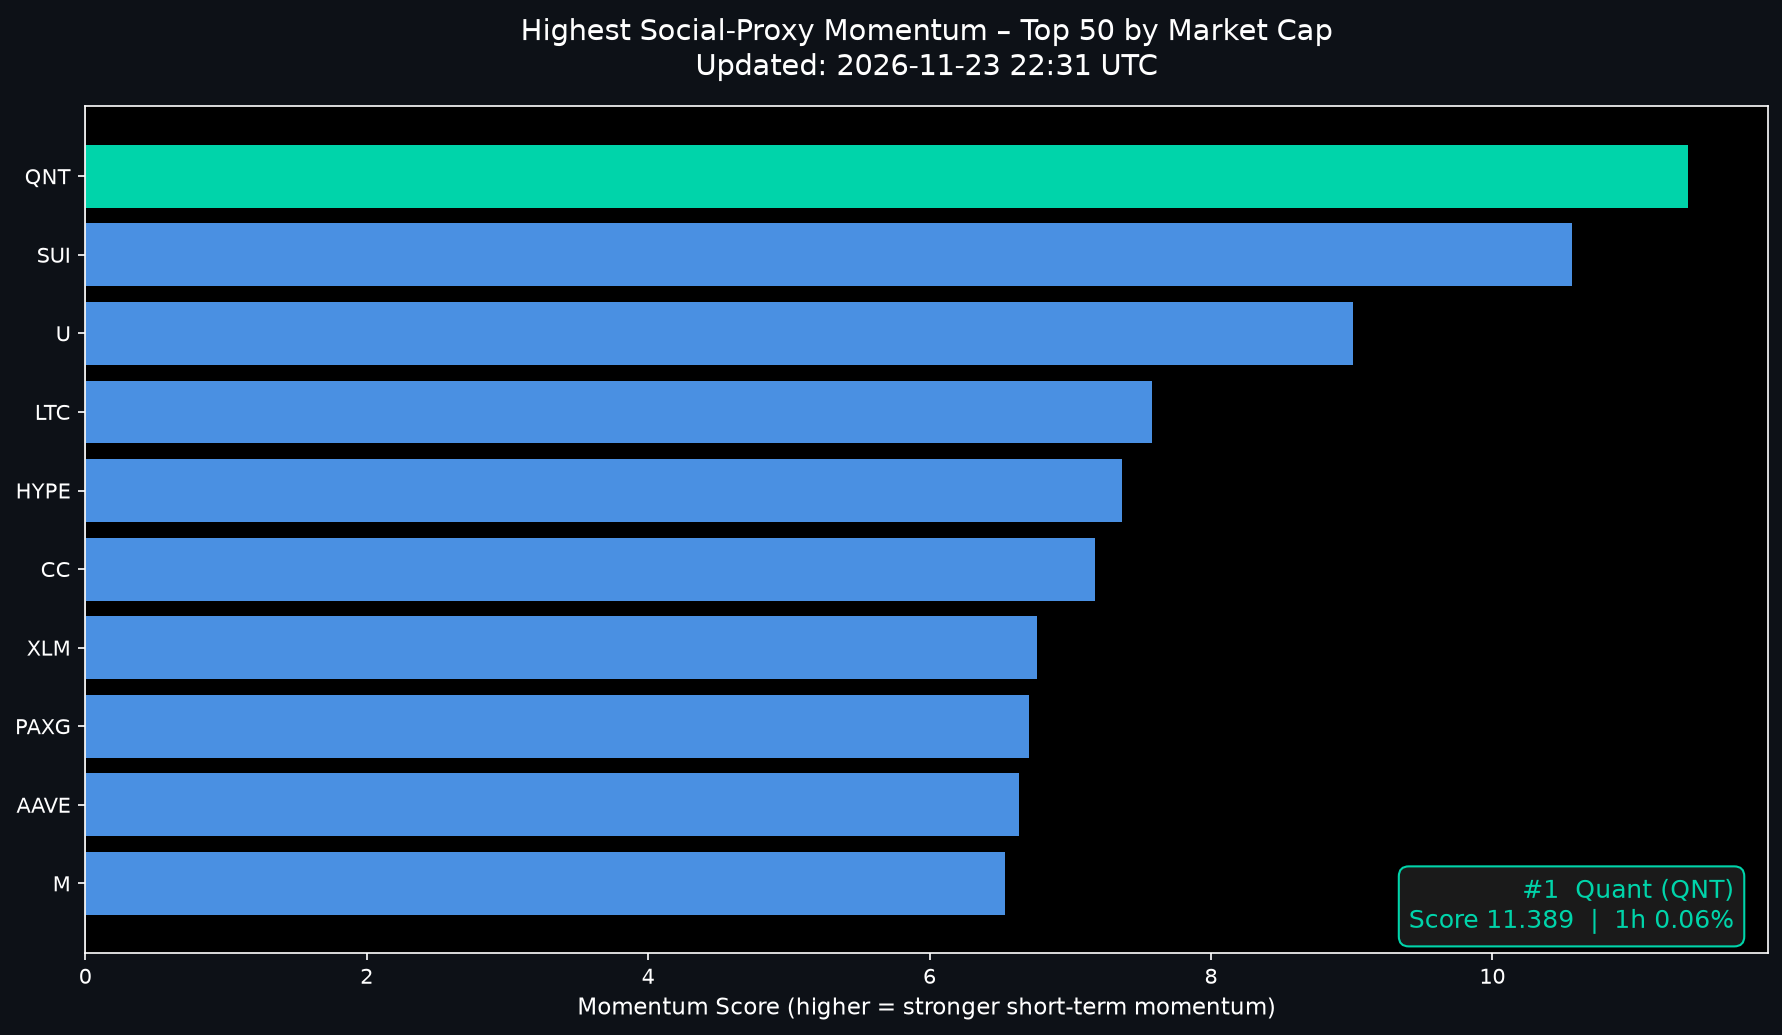 Highest Social-Proxy Momentum – Top 50 by Market Cap
Updated: 2026-11-23 22:31 UTC
QNT
SUI
U
LTC
HYPE
CC
XLM
PAXG
AAVE
M
#1  Quant (QNT)
Score 11.389  |  1h 0.06%
0 2 4 6 8 10
Momentum Score (higher = stronger short-term momentum)